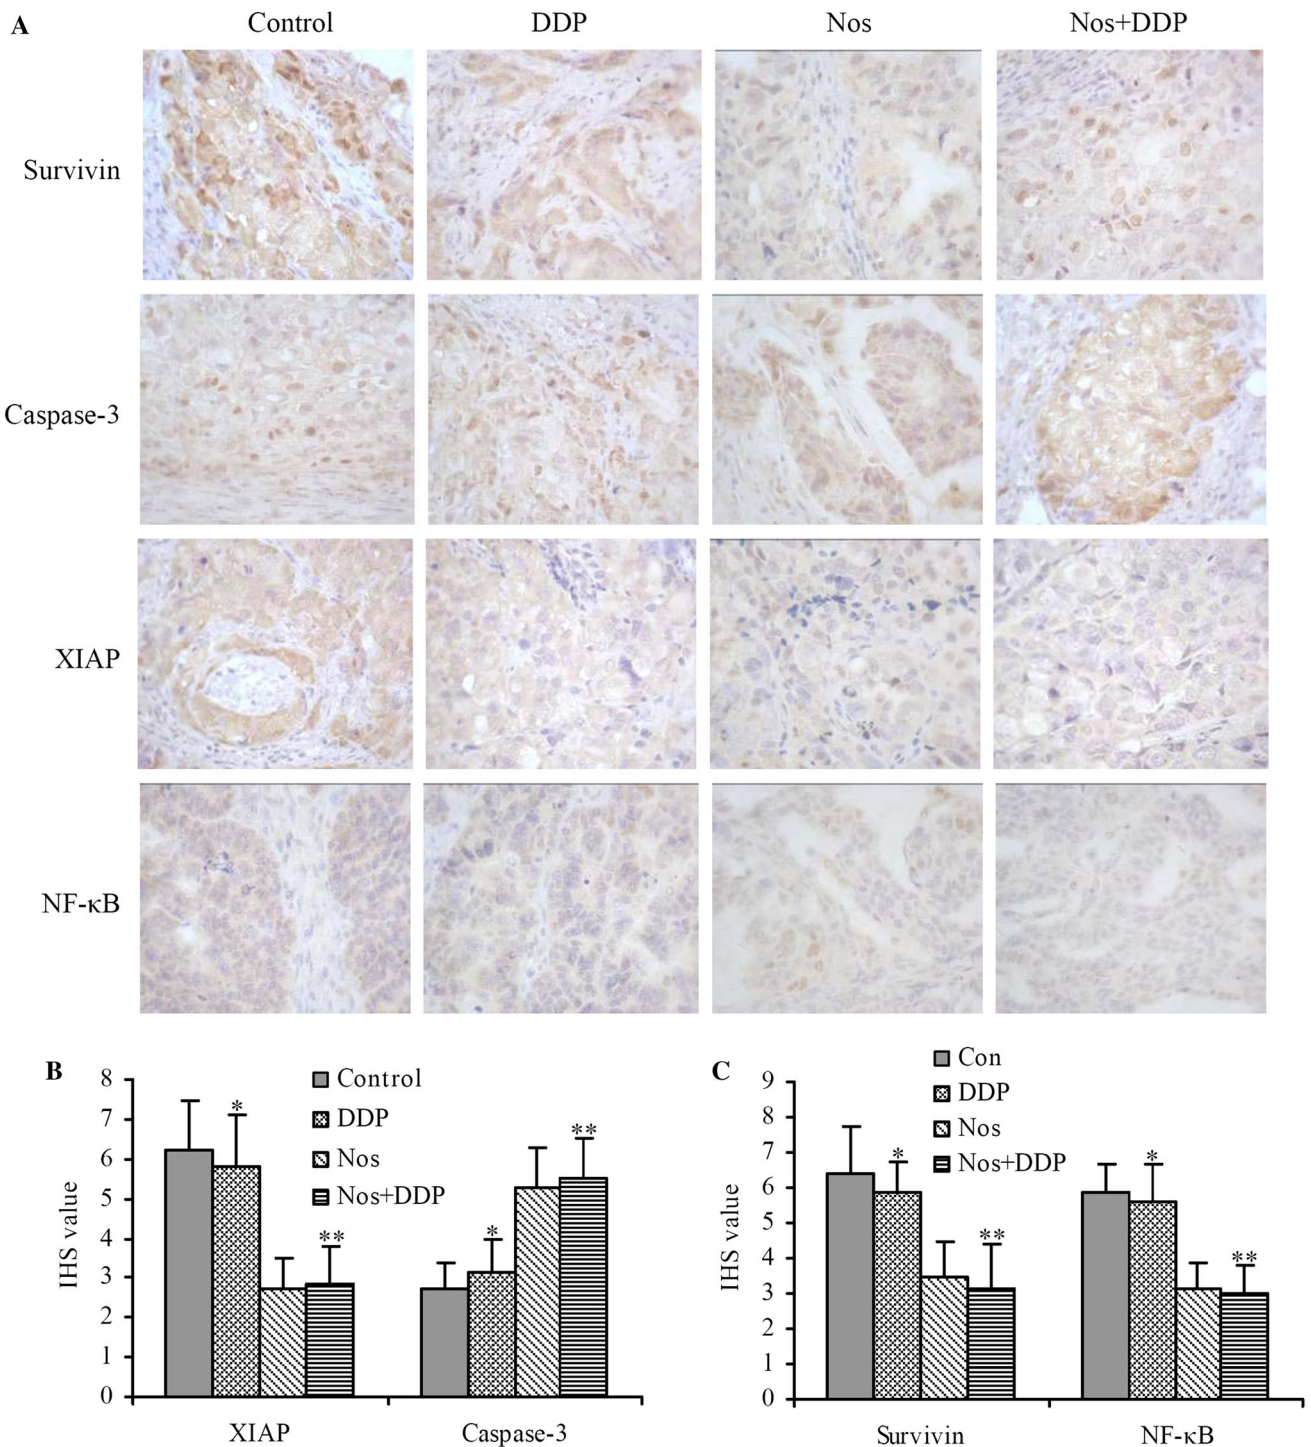 A
Control DDP Nos Nos+DDP
Survivin
Caspase-3
XIAP
NF-κB
B
8
7
6
5
4
3
2
1
0
IHS value
Control
DDP
Nos
Nos+DDP
*
**
*
**
XIAP Caspase-3
C
9
8
7
6
5
4
3
2
1
0
IHS value
Con
DDP
Nos
Nos+DDP
*
**
*
**
Survivin NF-κB